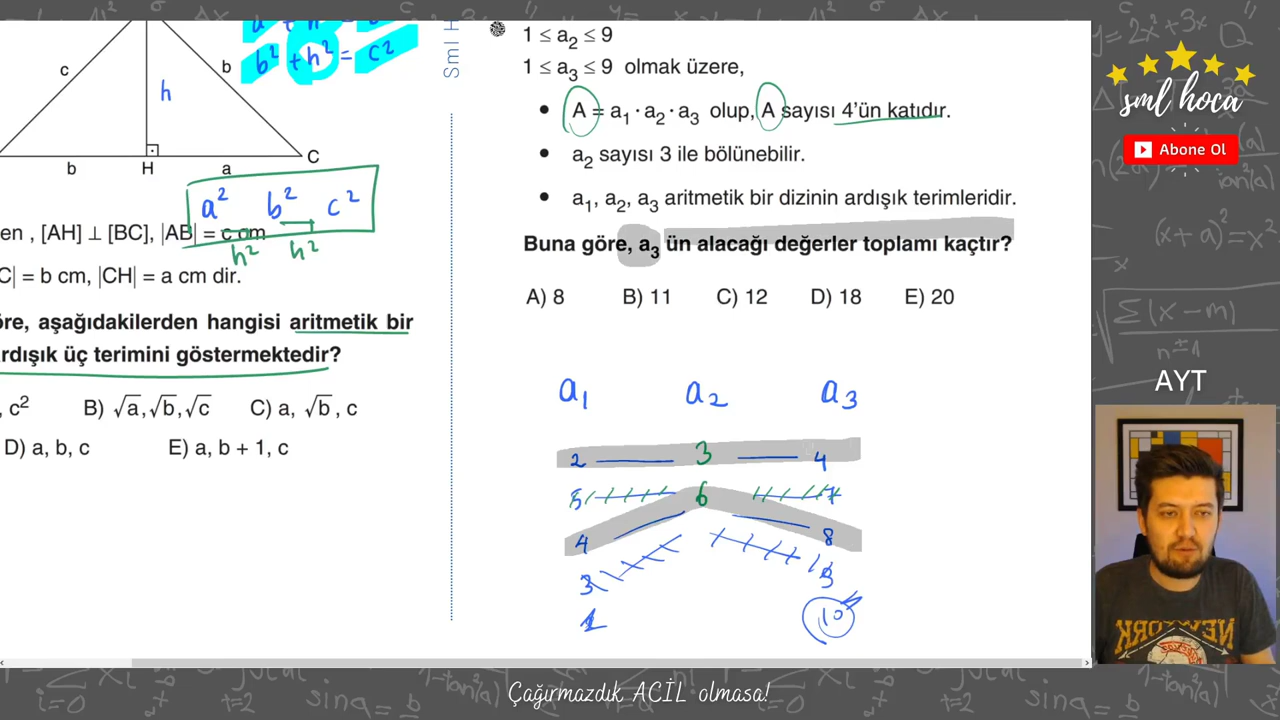 b² + h² = c²
c
b
h
b
H
a
C
a² b² c²
h² h²
en , [AH] ⊥ [BC], |AB| = c cm
C| = b cm, |CH| = a cm dir.
öre, aşağıdakilerden hangisi aritmetik bir
rdışık üç terimini göstermektedir?
, c² B) √a,√b,√c C) a, √b , c
D) a, b, c E) a, b + 1, c
Sml H
1 ≤ a₂ ≤ 9
1 ≤ a₃ ≤ 9 olmak üzere,
• A = a₁ · a₂ · a₃ olup, A sayısı 4'ün katıdır.
• a₂ sayısı 3 ile bölünebilir.
• a₁, a₂, a₃ aritmetik bir dizinin ardışık terimleridir.
Buna göre, a₃ ün alacağı değerler toplamı kaçtır?
A) 8 B) 11 C) 12 D) 18 E) 20
a₁ a₂ a₃
2 3 4
5 6 7
4 8
3 9
10
sml hoca
Abone Ol
AYT
NEWYORK
Çağırmazdık ACİL olmasa!